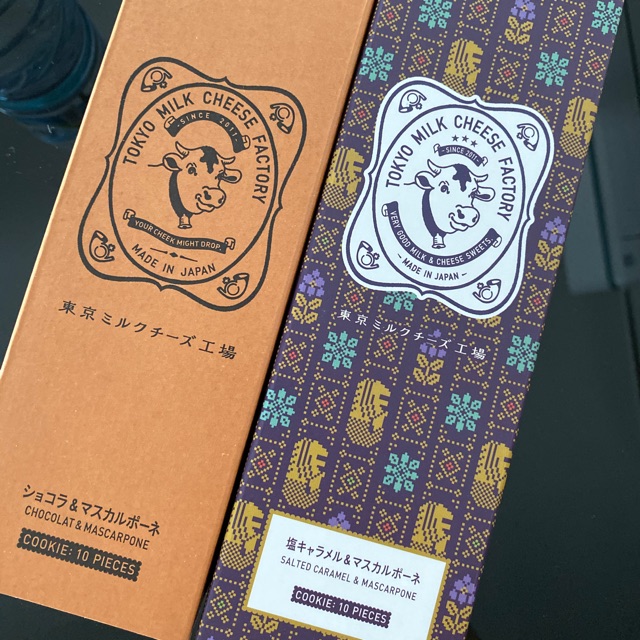 TOKYO MILK CHEESE FACTORY
SINCE 2011
YOUR CHEEK MIGHT DROP.
MADE IN JAPAN
東京ミルクチーズ工場
ショコラ&マスカルポーネ
CHOCOLAT & MASCARPONE
COOKIE: 10 PIECES
TOKYO MILK CHEESE FACTORY
SINCE 2011
VERY GOOD MILK & CHEESE SWEETS.
- MADE IN JAPAN -
東京ミルクチーズ工場
塩キャラメル&マスカルポーネ
SALTED CARAMEL & MASCARPONE
COOKIE: 10 PIECES